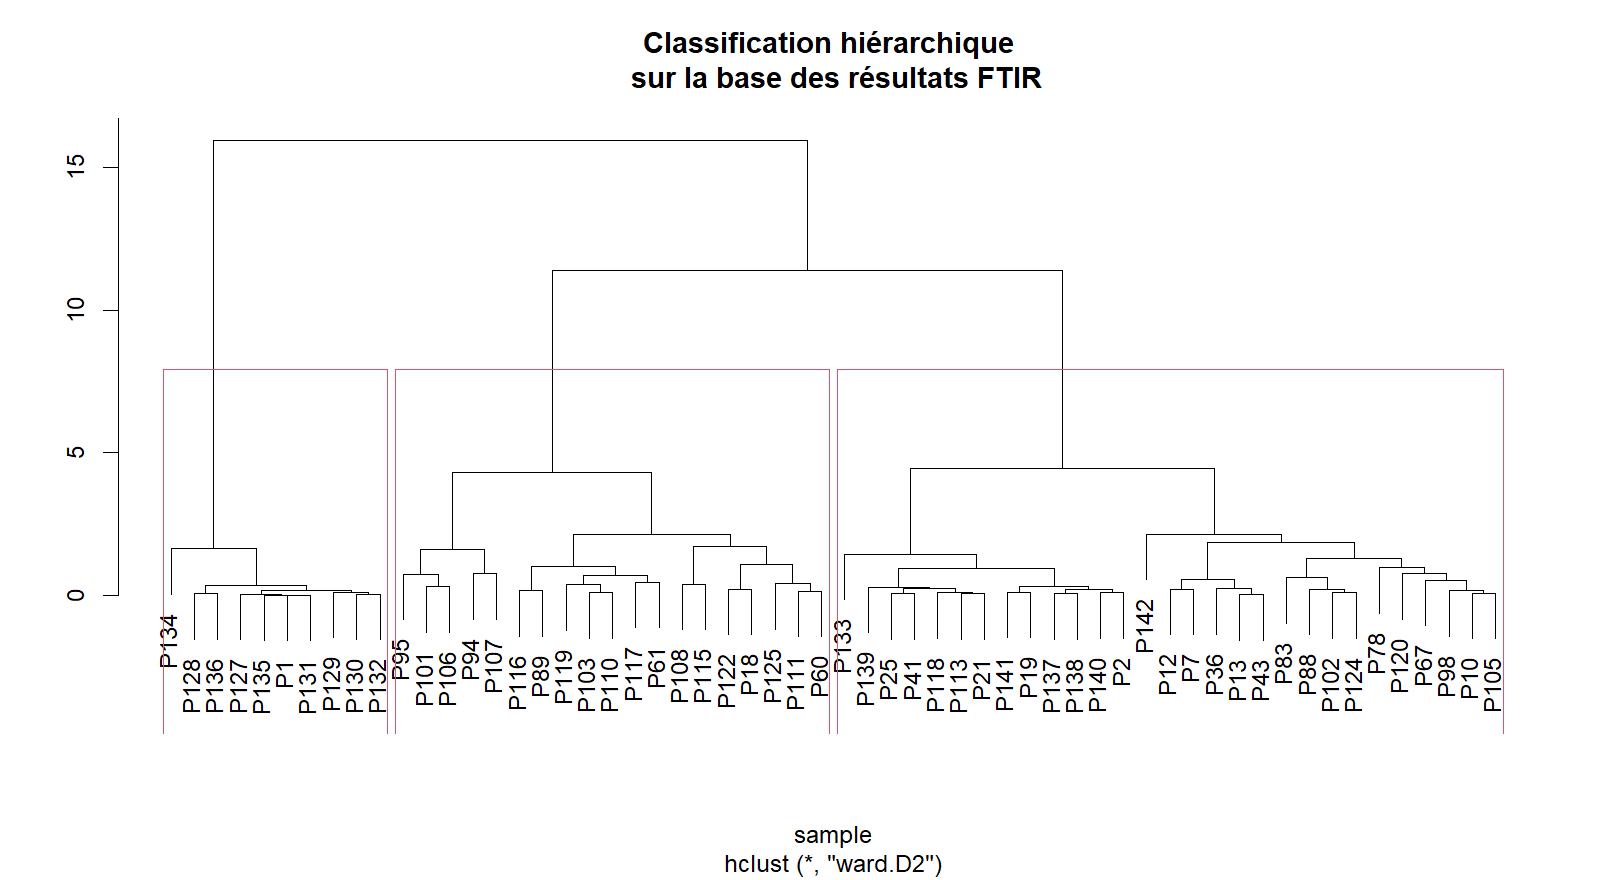 Classification hiérarchique
sur la base des résultats FTIR
15
10
5
0
P134
P128
P136
P127
P135
P1
P131
P129
P130
P132
P95
P101
P106
P94
P107
P116
P89
P119
P103
P110
P117
P61
P108
P115
P122
P18
P125
P111
P60
P133
P139
P25
P41
P118
P113
P21
P141
P19
P137
P138
P140
P2
P142
P12
P7
P36
P13
P43
P83
P88
P102
P124
P78
P120
P67
P98
P10
P105
sample
hclust (*, "ward.D2")